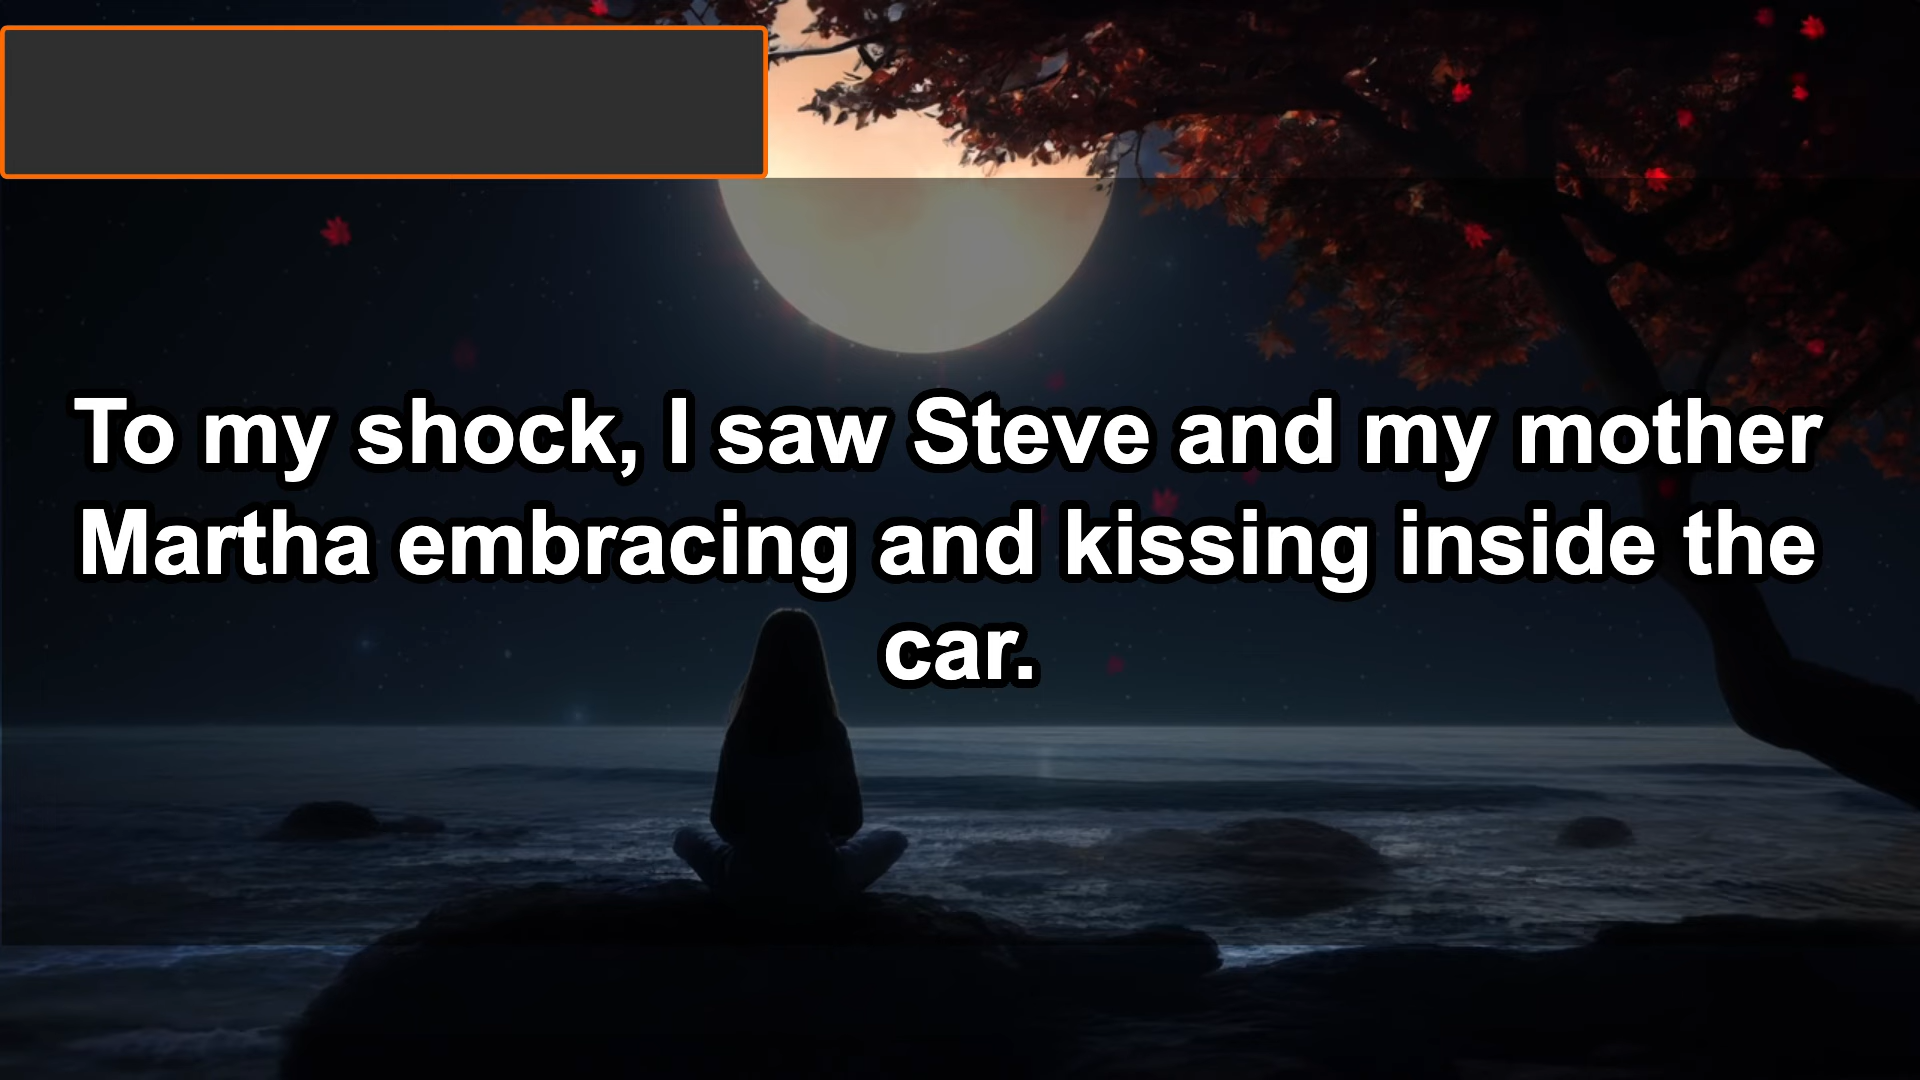 To my shock, I saw Steve and my mother
Martha embracing and kissing inside the
car.